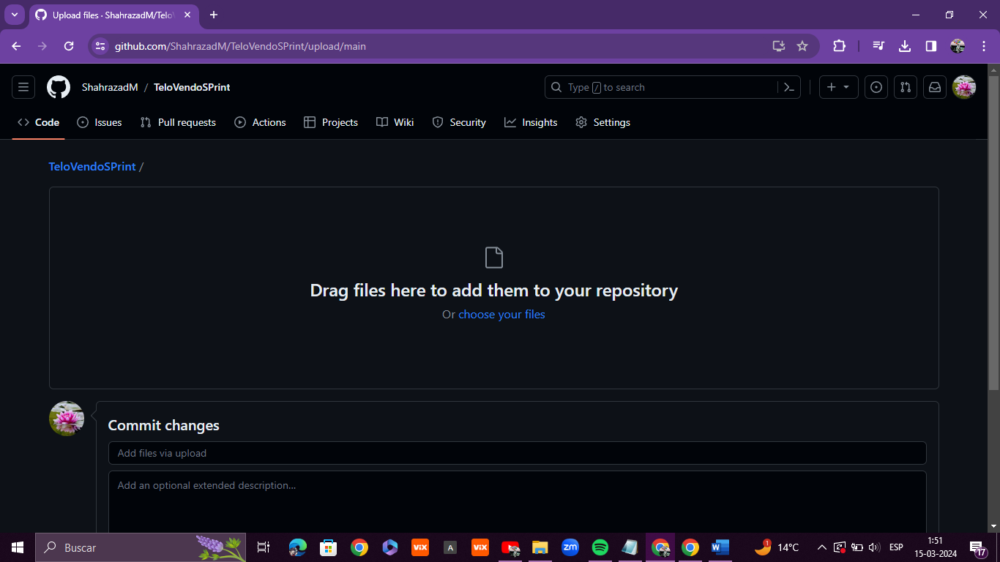 Upload files · ShahrazadM/TeloV
github.com/ShahrazadM/TeloVendoSPrint/upload/main
ShahrazadM / TeloVendoSPrint
Type / to search
Code Issues Pull requests Actions Projects Wiki Security Insights Settings
TeloVendoSPrint /
Drag files here to add them to your repository
Or choose your files
Commit changes
Add files via upload
Add an optional extended description...
Buscar
ViX
A
ViX
zm
W
1
14°C
ESP
1:51
15-03-2024
17